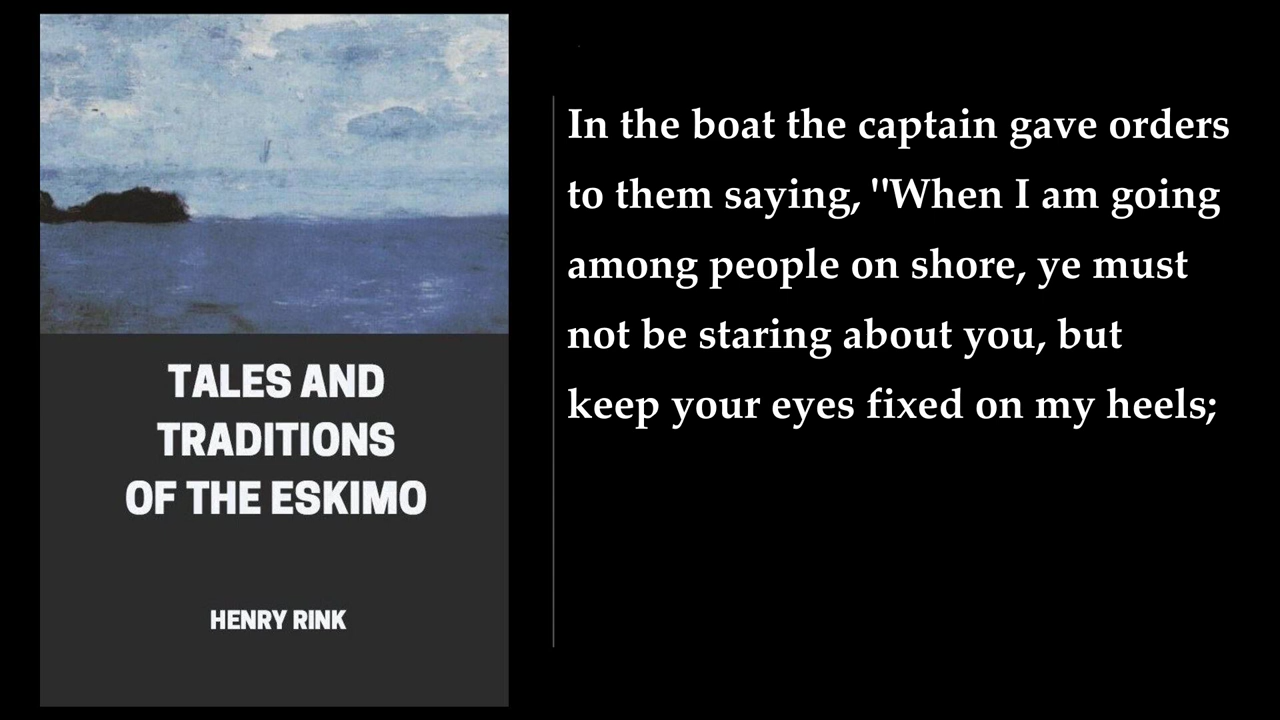 TALES AND
TRADITIONS
OF THE ESKIMO
HENRY RINK
In the boat the captain gave orders
to them saying, "When I am going
among people on shore, ye must
not be staring about you, but
keep your eyes fixed on my heels;